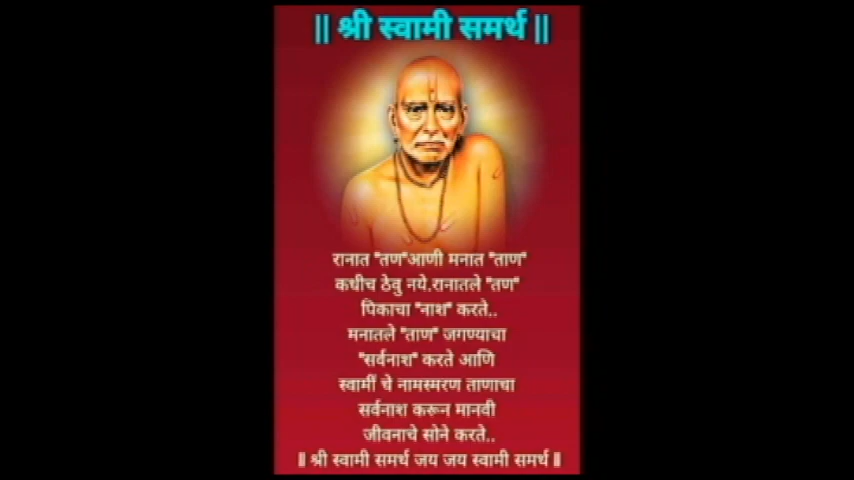 || श्री स्वामी समर्थ ||
रानात "तण"आणी मनात "ताण"
कधीच ठेवु नये.रानातले "तण"
पिकाचा "नाश" करते..
मनातले "ताण" जगण्याचा
"सर्वनाश" करते आणि
स्वामीं चे नामस्मरण ताणाचा
सर्वनाश करून मानवी
जीवनाचे सोने करते..
|| श्री स्वामी समर्थ जय जय स्वामी समर्थ ||